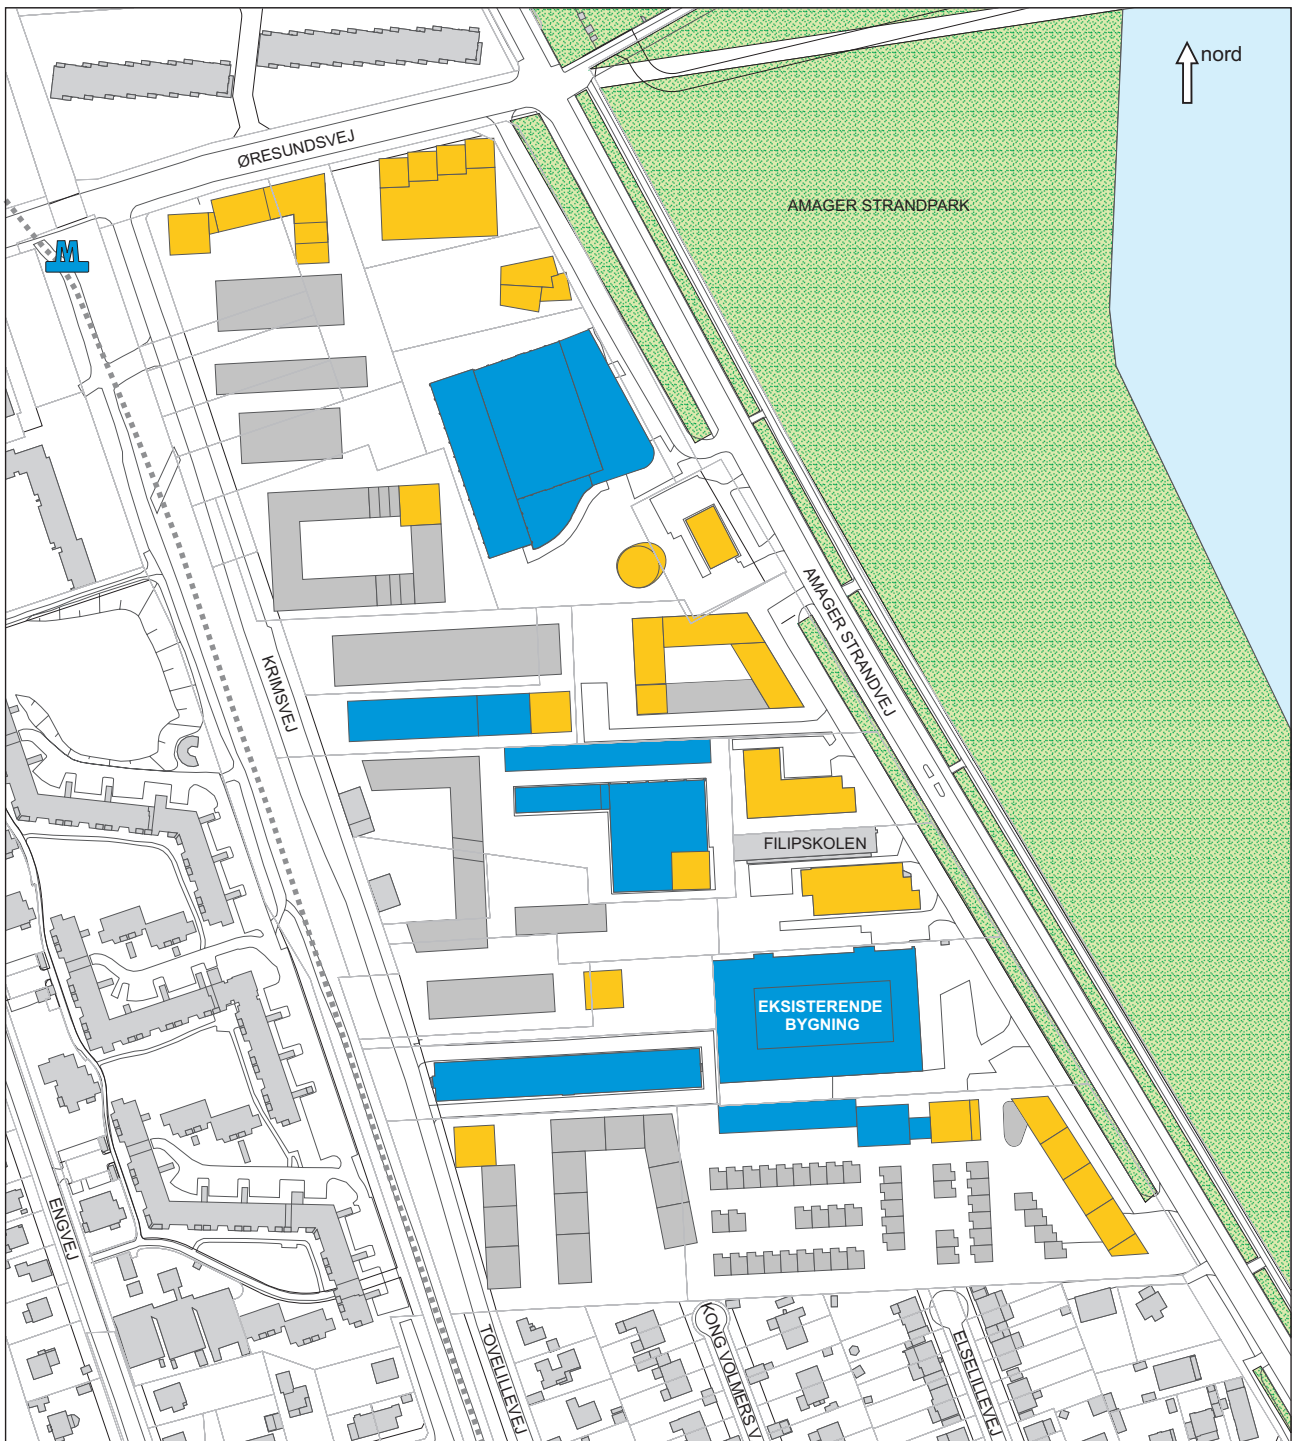 nord
ØRESUNDSVEJ
AMAGER STRANDPARK
M
AMAGER STRANDVEJ
KRIMSVEJ
FILIPSKOLEN
EKSISTERENDE
BYGNING
ENGVEJ
TOVELILLEVEJ
KONG VOLMERS V
ELSELILLEVEJ